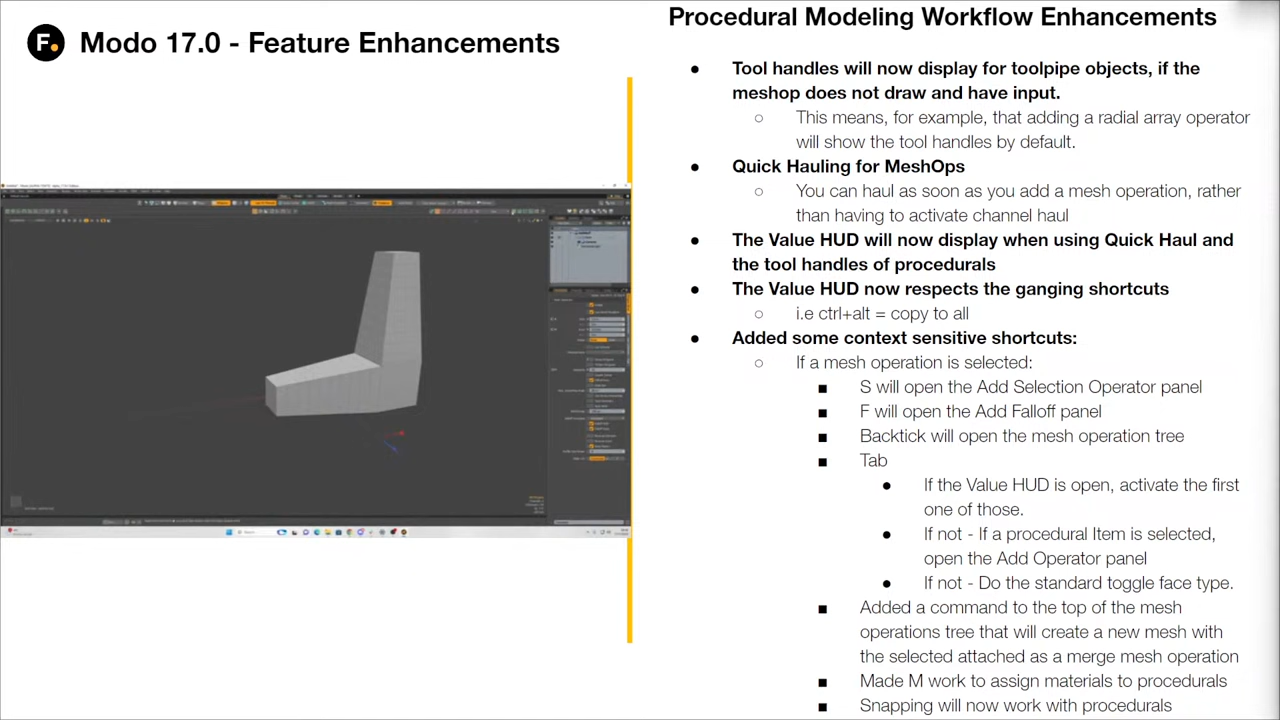 F. Modo 17.0 - Feature Enhancements
Procedural Modeling Workflow Enhancements
● Tool handles will now display for toolpipe objects, if the
meshop does not draw and have input.
○ This means, for example, that adding a radial array operator
will show the tool handles by default.
● Quick Hauling for MeshOps
○ You can haul as soon as you add a mesh operation, rather
than having to activate channel haul
● The Value HUD will now display when using Quick Haul and
the tool handles of procedurals
● The Value HUD now respects the ganging shortcuts
○ i.e ctrl+alt = copy to all
● Added some context sensitive shortcuts:
○ If a mesh operation is selected:
■ S will open the Add Selection Operator panel
■ F will open the Add Falloff panel
■ Backtick will open the mesh operation tree
■ Tab
● If the Value HUD is open, activate the first
one of those.
● If not - If a procedural Item is selected,
open the Add Operator panel
● If not - Do the standard toggle face type.
■ Added a command to the top of the mesh
operations tree that will create a new mesh with
the selected attached as a merge mesh operation
■ Made M work to assign materials to procedurals
■ Snapping will now work with procedurals